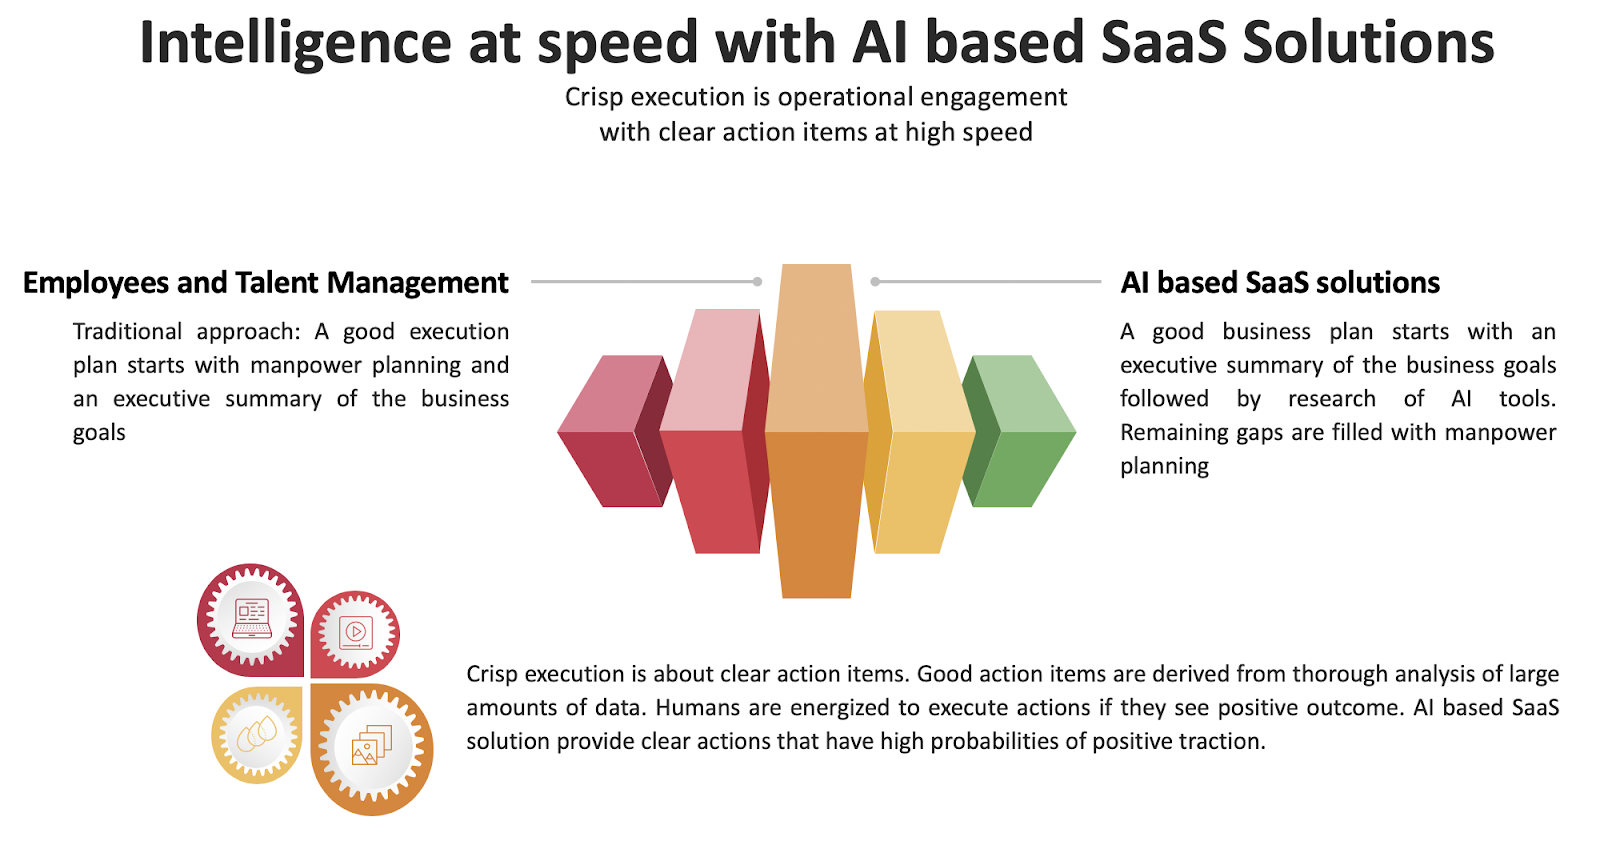 Intelligence at speed with AI based SaaS Solutions
Crisp execution is operational engagement
with clear action items at high speed
Employees and Talent Management
Traditional approach: A good execution
plan starts with manpower planning and
an executive summary of the business
goals
AI based SaaS solutions
A good business plan starts with an
executive summary of the business goals
followed by research of AI tools.
Remaining gaps are filled with manpower
planning
Crisp execution is about clear action items. Good action items are derived from thorough analysis of large
amounts of data. Humans are energized to execute actions if they see positive outcome. AI based SaaS
solution provide clear actions that have high probabilities of positive traction.